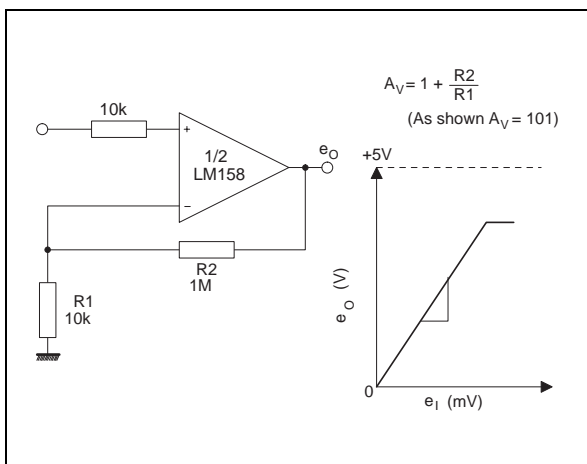 10k
+
1/2
LM158
−
e_O
R2
1M
R1
10k
A_V = 1 + R2/R1
(As shown A_V = 101)
+5V
e_O (V)
0
e_I (mV)